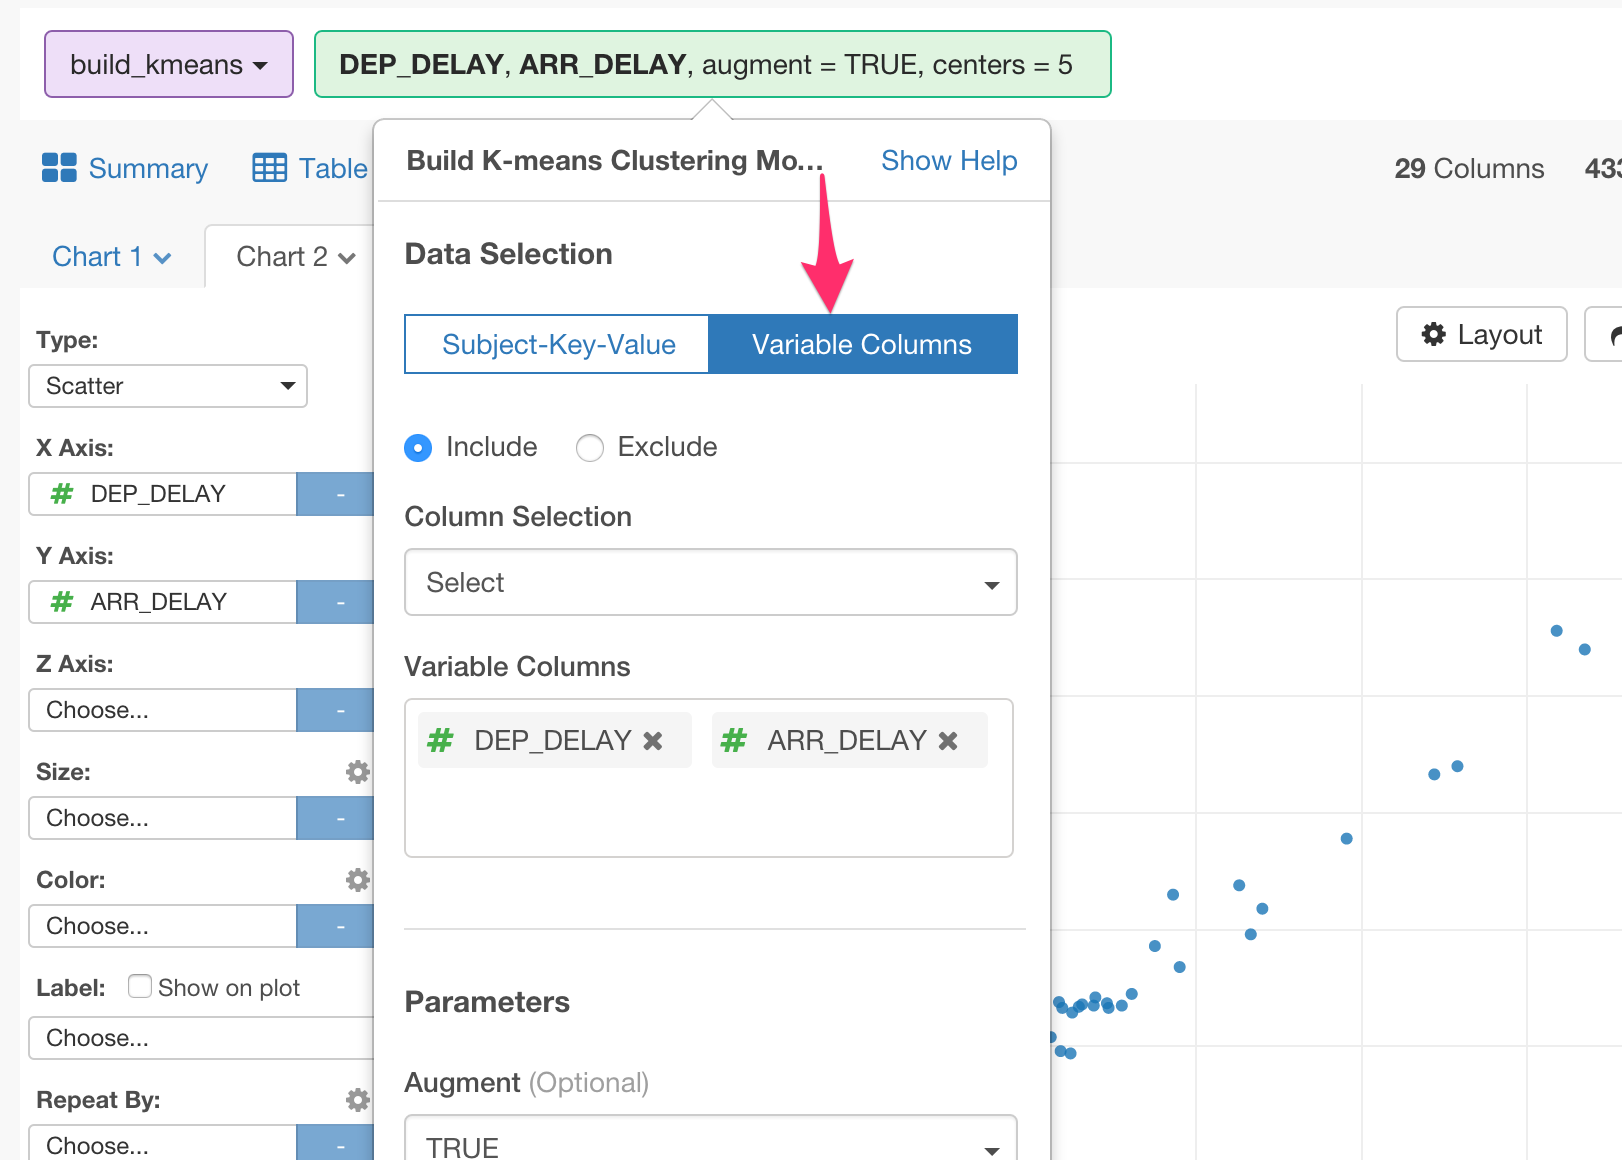 build_kmeans
DEP_DELAY, ARR_DELAY, augment = TRUE, centers = 5
Summary
Table
29 Columns
433
Chart 1
Chart 2
Build K-means Clustering Mo...
Show Help
Data Selection
Subject-Key-Value
Variable Columns
Include
Exclude
Column Selection
Select
Variable Columns
# DEP_DELAY
# ARR_DELAY
Parameters
Augment (Optional)
TRUE
Type:
Scatter
X Axis:
# DEP_DELAY -
Y Axis:
# ARR_DELAY -
Z Axis:
Choose... -
Size:
Choose... -
Color:
Choose... -
Label: Show on plot
Choose...
Repeat By:
Choose... -
Layout